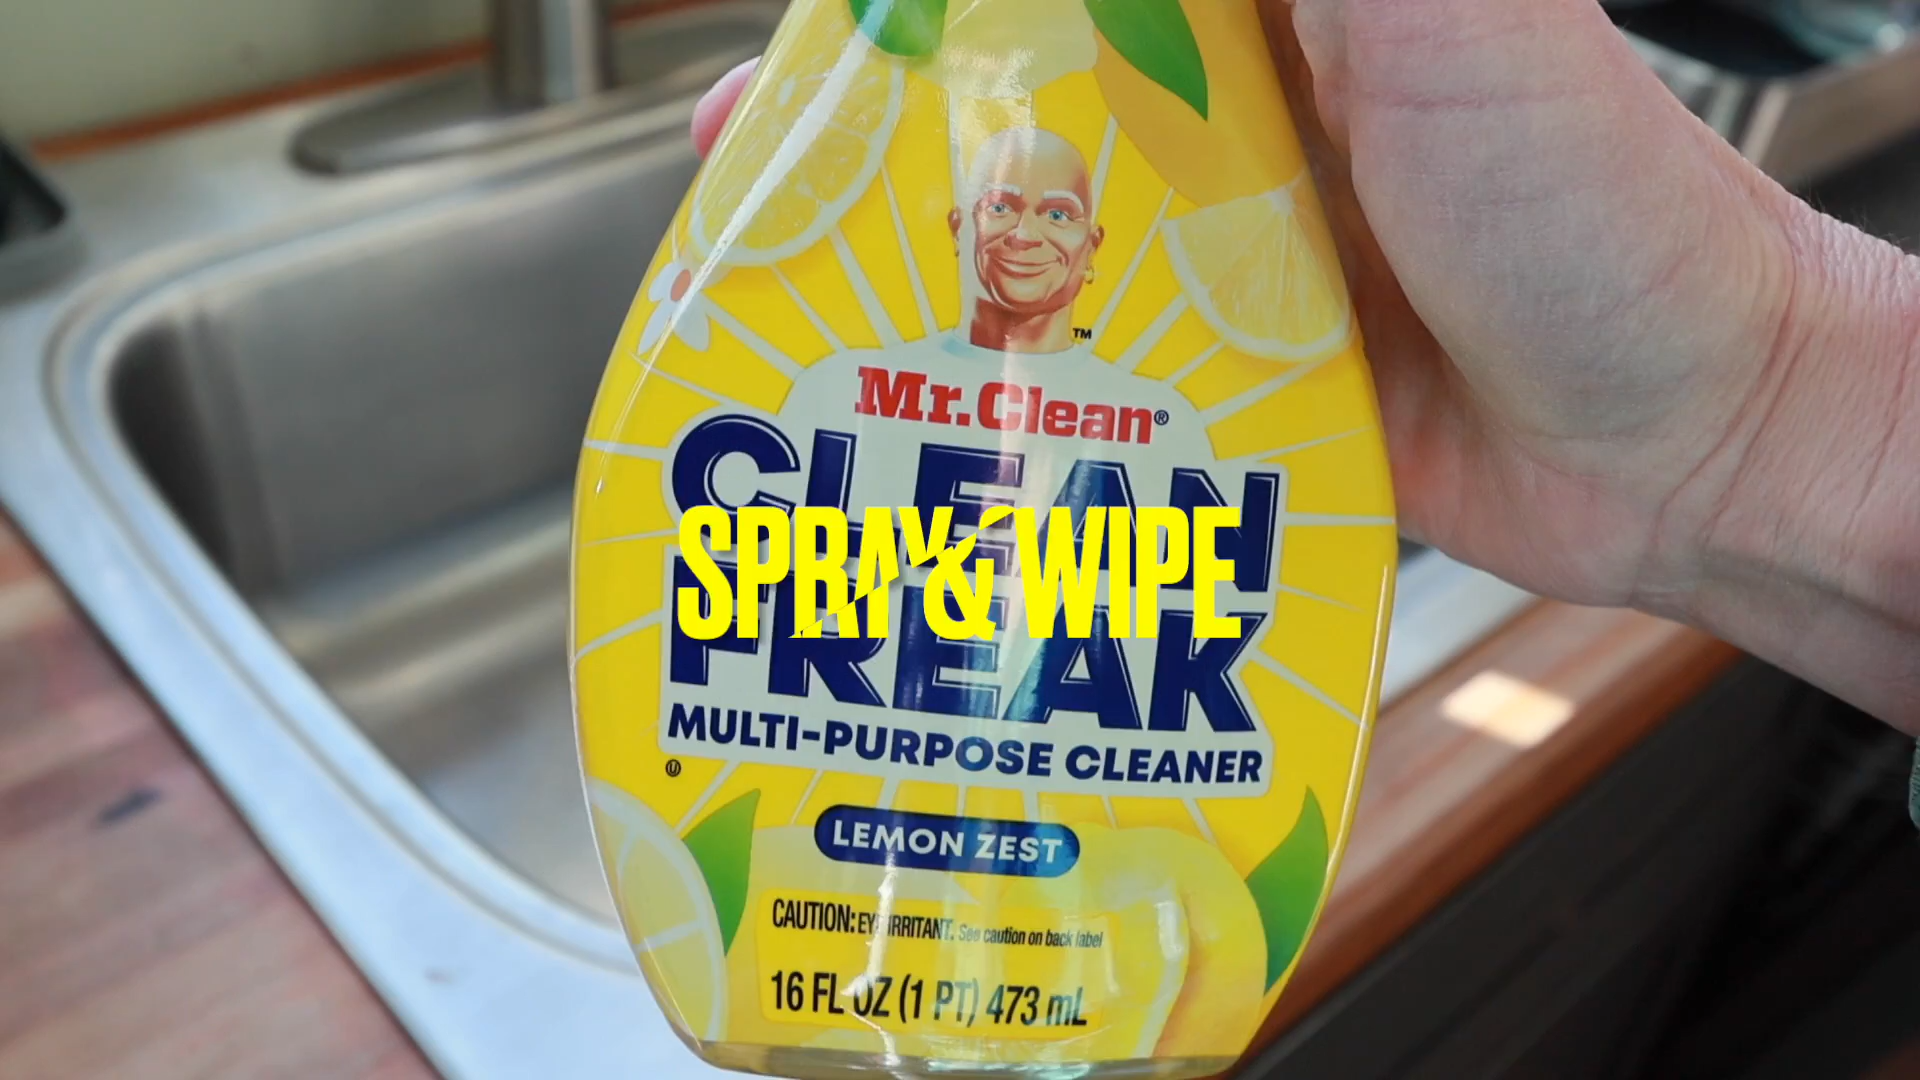 TM
Mr. Clean®
CLEAN
SPRAY & WIPE
FREAK
MULTI-PURPOSE CLEANER
U
LEMON ZEST
CAUTION: EYE IRRITANT. See caution on back label
16 FL OZ (1 PT) 473 mL